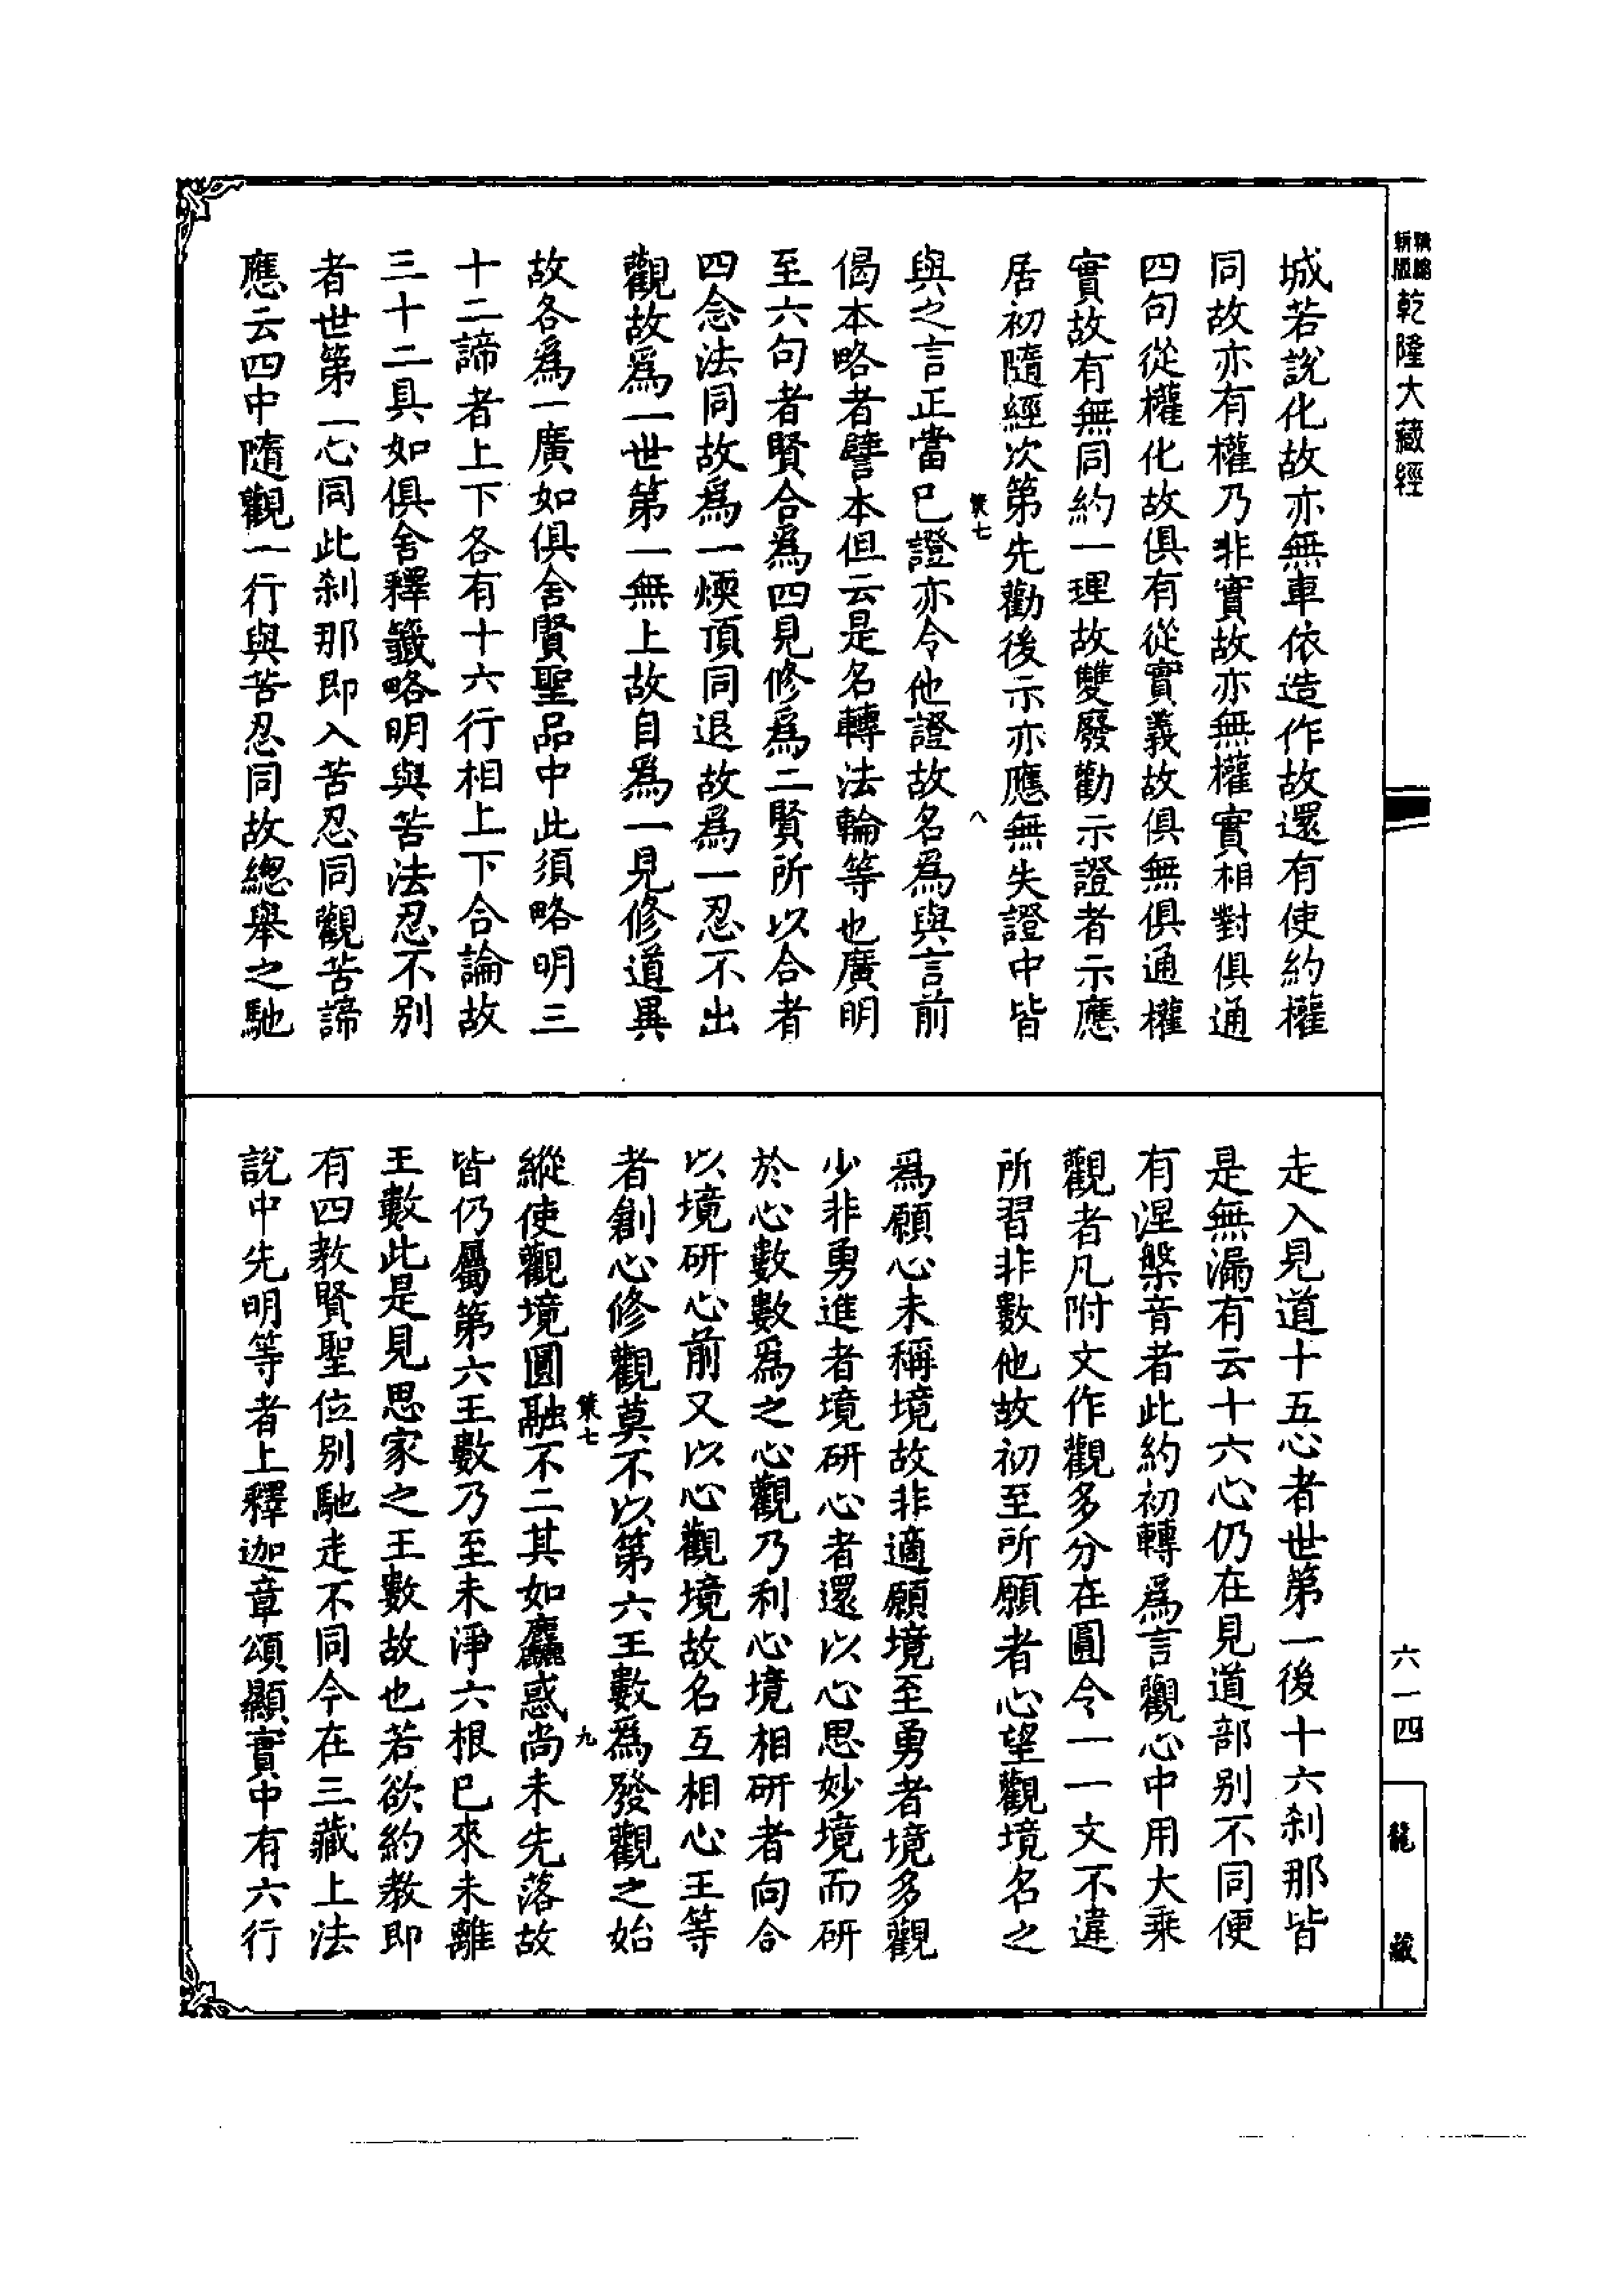 城若說化故亦無車依造作故還有使約權
同故亦有權乃非實故亦無權實相對俱通
四句從權化故俱有從實義故俱無俱通權
實故有無同約一理故雙廢勸示證者示應
居初隨經次第先勸後示亦應無失證中皆
策七
八
與之言正當已證亦令他證故名為與言前
偈本略者譬本但云是名轉法輪等也廣明
至六句者賢合為四見修為二賢所以合者
四念法同故為一煗頂同退故為一忍不出
觀故為一世第一無上故自為一見修道異
故各為一廣如俱舍賢聖品中此須略明三
十二諦者上下各有十六行相上下合論故
三十二具如俱舍釋籤略明與苦法忍不別
者世第一心同此剎那即入苦忍同觀苦諦
應云四中隨觀一行與苦忍同故總舉之馳
走入見道十五心者世第一後十六剎那皆
是無漏有云十六心仍在見道部別不同便
有涅槃音者此約初轉為言觀心中用大乘
觀者凡附文作觀多分在圓令一一文不違
所習非數他故初至所願者心望觀境名之
為願心未稱境故非適願境至勇者境多觀
少非勇進者境研心者還以心思妙境而研
於心數數為之心觀乃利心境相研者向合
以境研心前又以心觀境故名互相心王等
者創心修觀莫不以第六王數為發觀之始
策七
九
縱使觀境圓融不二其如麤惑尚未先落故
皆仍屬第六王數乃至未淨六根已來未離
王數此是見思家之王數故也若欲約教即
有四教賢聖位別馳走不同今在三藏上法
說中先明等者上釋迦章頌顯實中有六行
新版
乾隆大藏經
六一四
龍藏